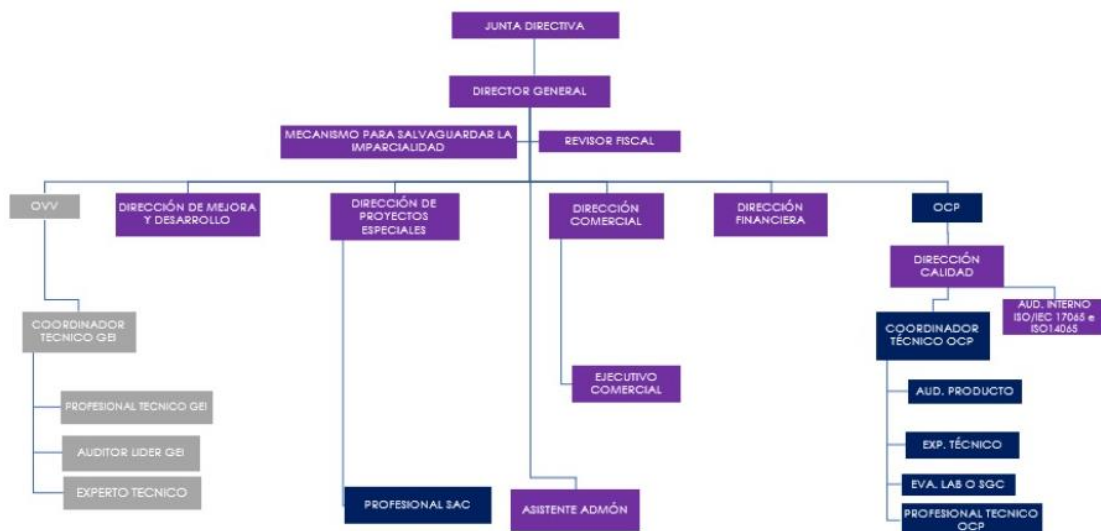 JUNTA DIRECTIVA
DIRECTOR GENERAL
MECANISMO PARA SALVAGUARDAR LA
IMPARCIALIDAD
REVISOR FISCAL
OVV
DIRECCIÓN DE MEJORA
Y DESARROLLO
DIRECCIÓN DE
PROYECTOS
ESPECIALES
DIRECCIÓN
COMERCIAL
DIRECCIÓN
FINANCIERA
OCP
DIRECCIÓN
CALIDAD
AUD. INTERNO
ISO/IEC 17065 e
ISO14065
COORDINADOR
TECNICO GEI
COORDINADOR
TÉCNICO OCP
EJECUTIVO
COMERCIAL
PROFESIONAL TECNICO GEI
AUDITOR LIDER GEI
EXPERTO TECNICO
PROFESIONAL SAC
ASISTENTE ADMÓN
AUD. PRODUCTO
EXP. TÉCNICO
EVA. LAB O SGC
PROFESIONAL TECNICO
OCP